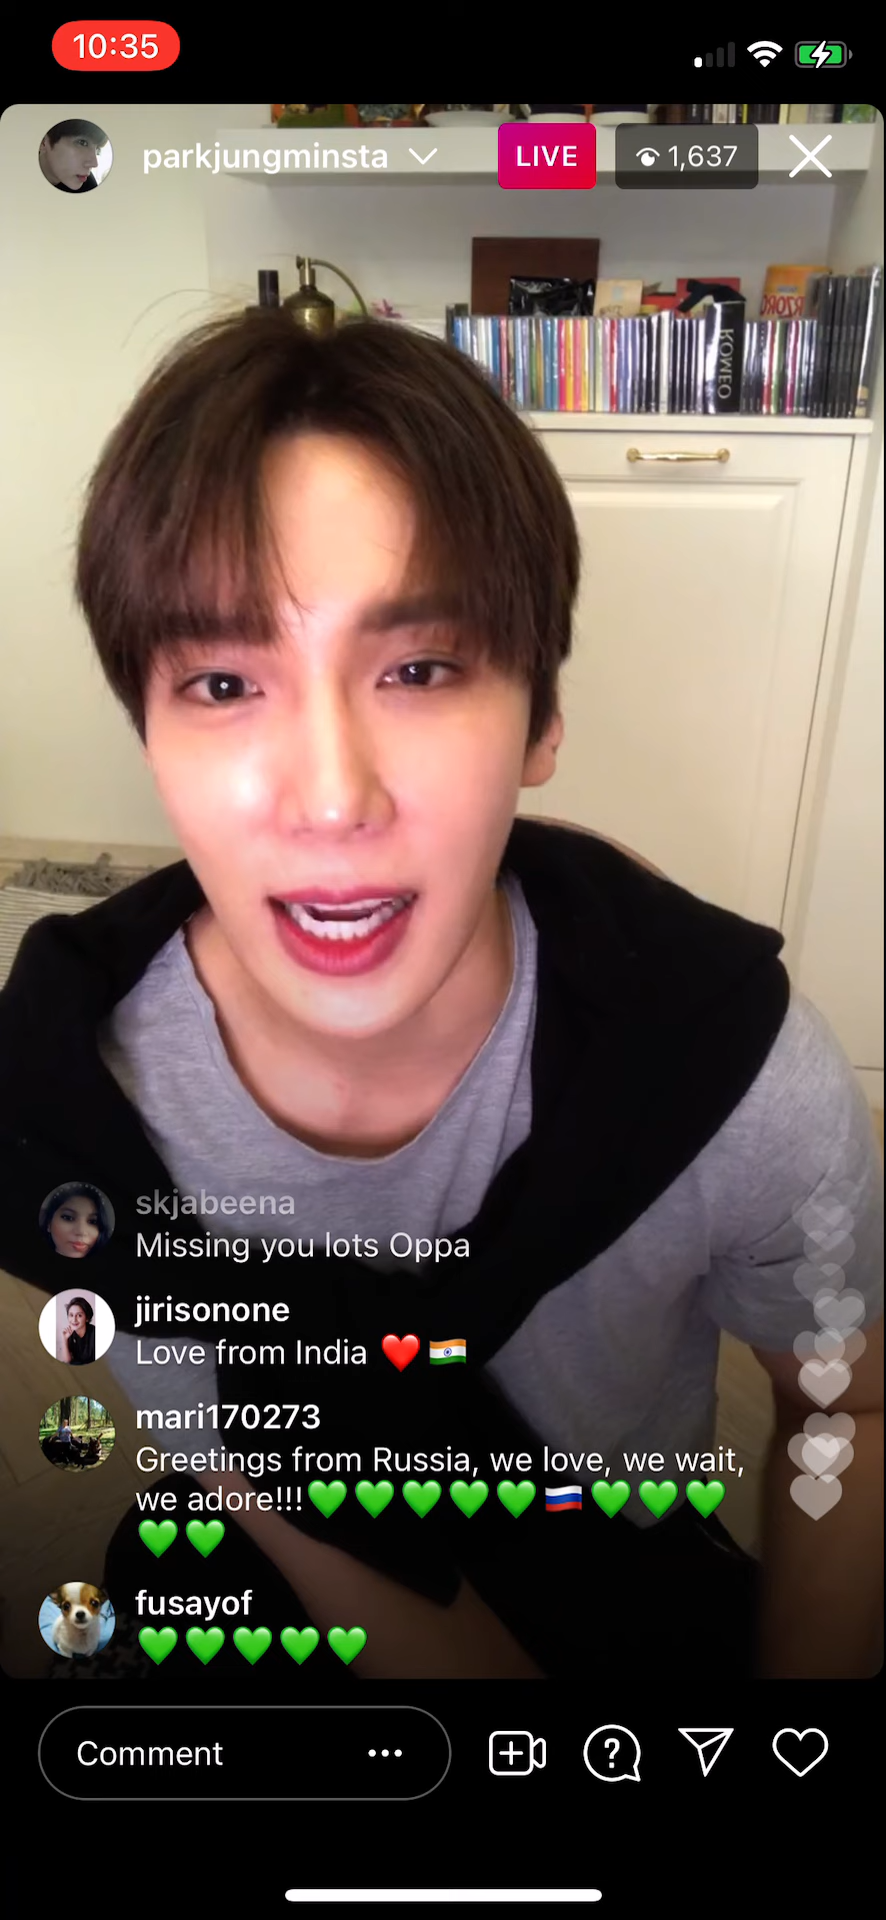 10:35
parkjungminsta
LIVE
1,637
ROMEO
skjabeena
Missing you lots Oppa
jirisonone
Love from India ❤️ 🇮🇳
mari170273
Greetings from Russia, we love, we wait,
we adore!!!💚💚💚💚💚🇷🇺💚💚💚
💚💚
fusayof
💚💚💚💚💚
Comment